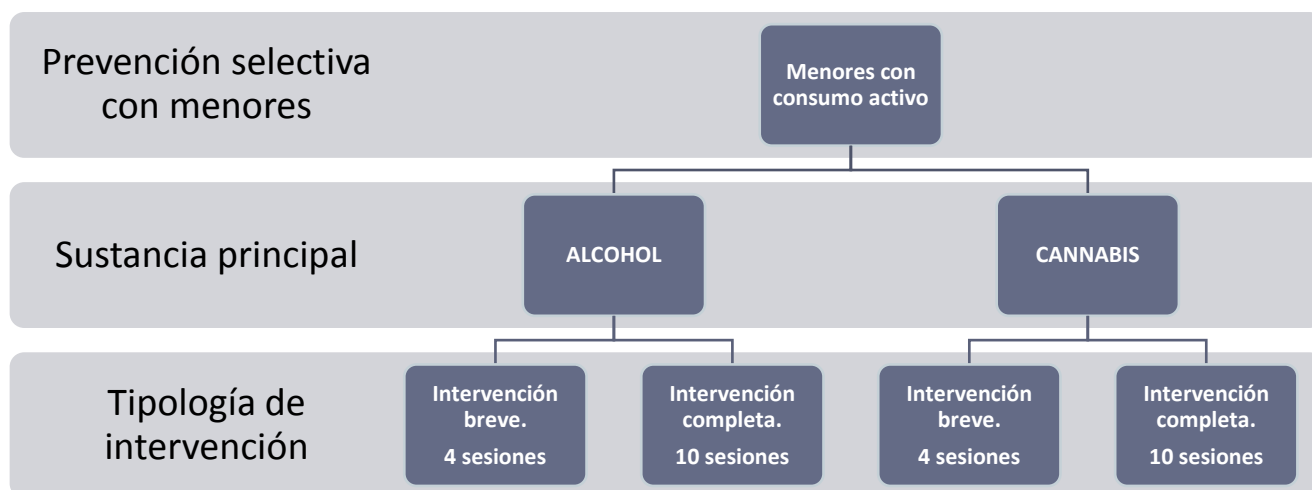 Prevención selectiva
con menores
Menores con
consumo activo
Sustancia principal
ALCOHOL
CANNABIS
Tipología de
intervención
Intervención
breve.
4 sesiones
Intervención
completa.
10 sesiones
Intervención
breve.
4 sesiones
Intervención
completa.
10 sesiones